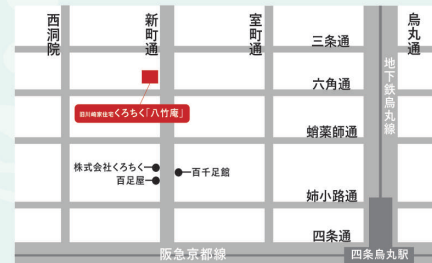 西洞院
新町通
室町通
烏丸通
三条通
地下鉄烏丸線
六角通
旧川崎家住宅くろちく「八竹庵」
蛸薬師通
株式会社くろちく
百足屋
百千足館
姉小路通
四条通
阪急京都線
四条烏丸駅